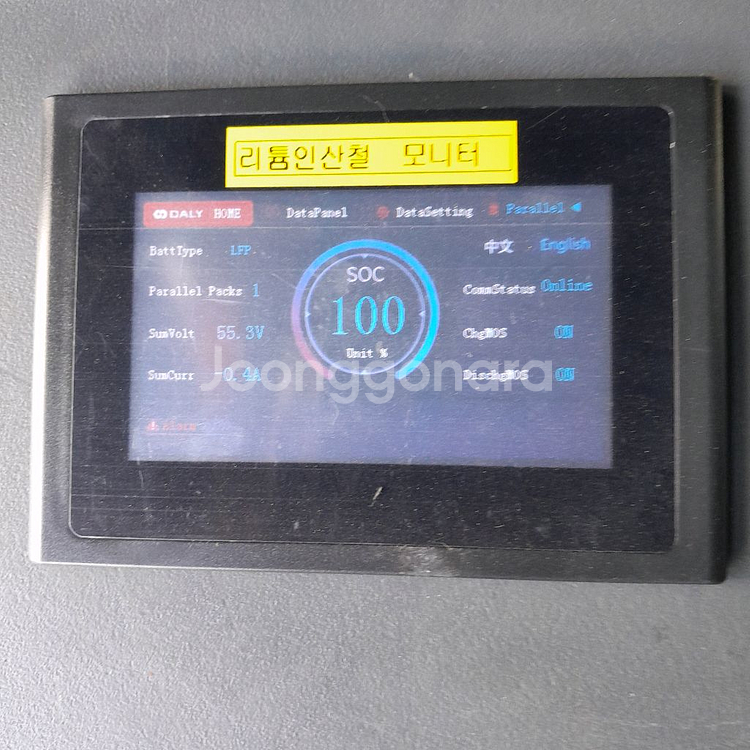 리튬인산철 모니터
DALY HOME DataPanel DataSetting Parallel
BattType LFP 中文 English
SOC
Parallel Packs 1 CommStatus Online
100
SumVolt 55.3V ChgMOS ON
Unit %
SumCurr -0.4A DischgMOS ON
Joonggonara
Alarm